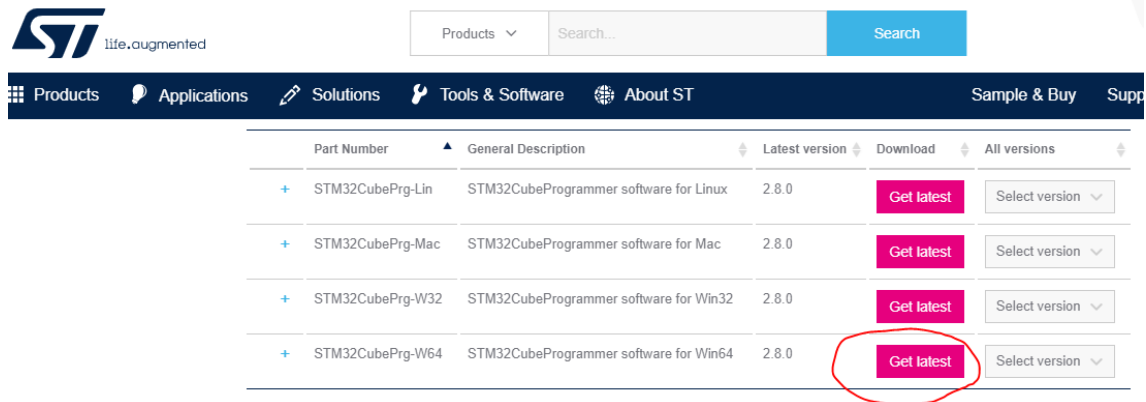 ST life.augmented
Products Search... Search
Products Applications Solutions Tools & Software About ST Sample & Buy Supp
Part Number General Description Latest version Download All versions
+ STM32CubePrg-Lin STM32CubeProgrammer software for Linux 2.8.0 Get latest Select version
+ STM32CubePrg-Mac STM32CubeProgrammer software for Mac 2.8.0 Get latest Select version
+ STM32CubePrg-W32 STM32CubeProgrammer software for Win32 2.8.0 Get latest Select version
+ STM32CubePrg-W64 STM32CubeProgrammer software for Win64 2.8.0 Get latest Select version